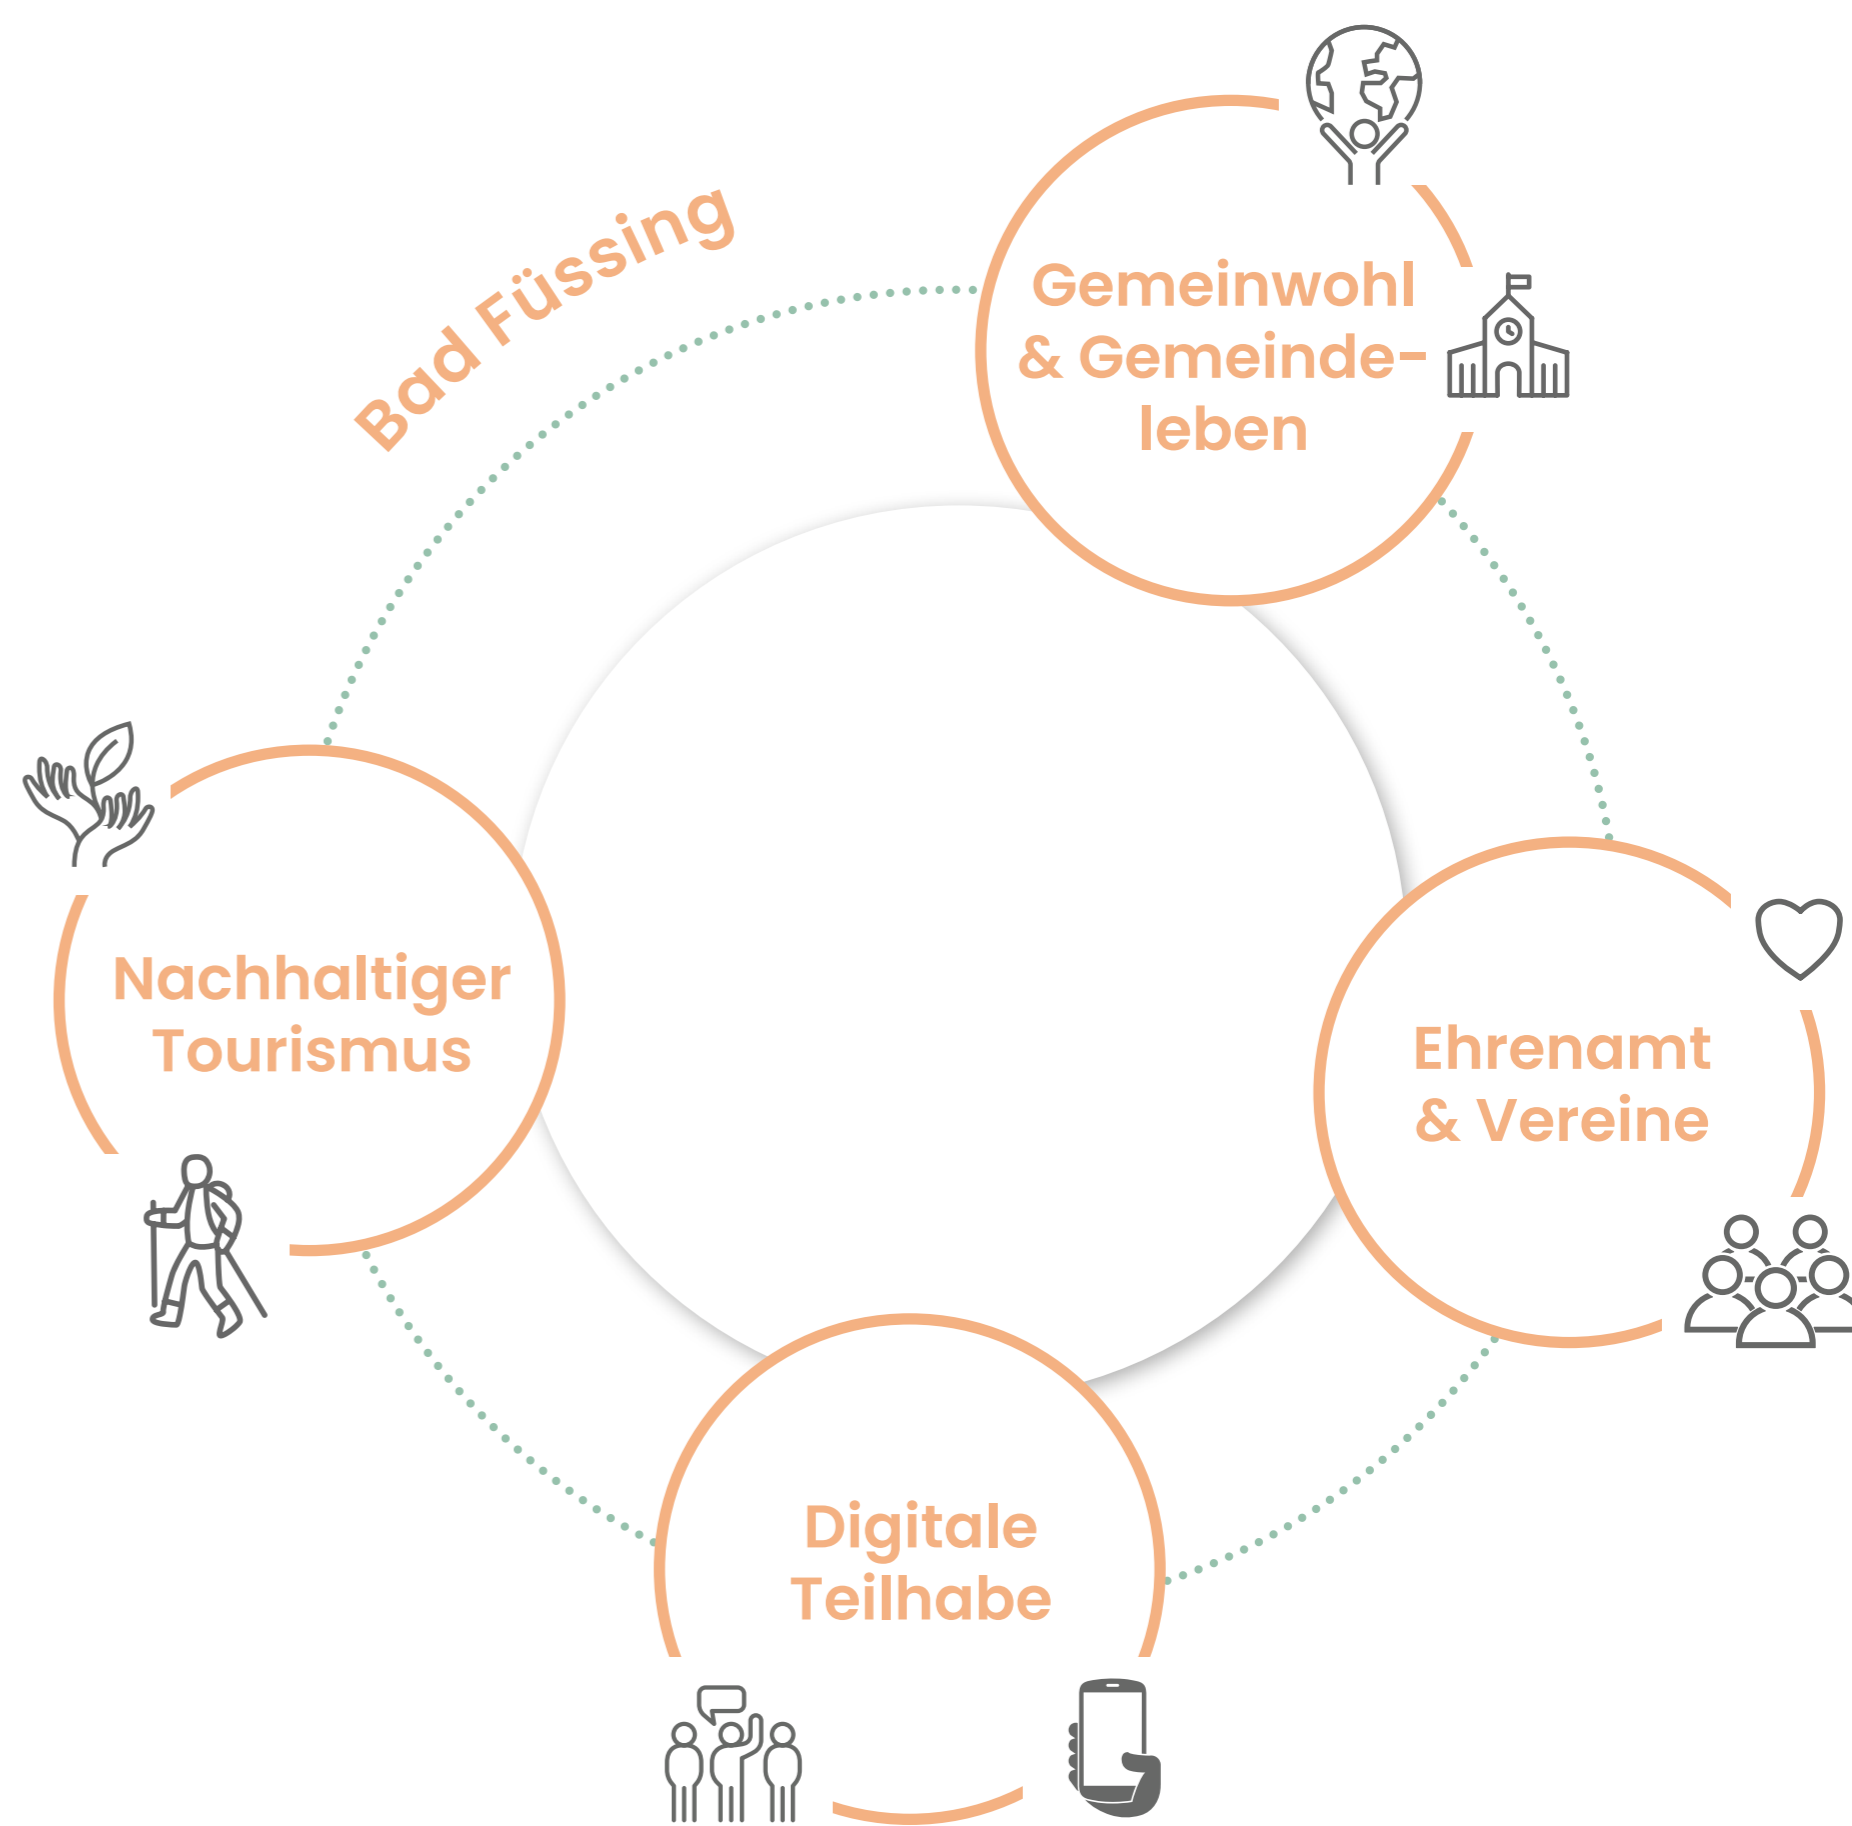 Bad Füssing
Gemeinwohl
& Gemeinde-
leben
Nachhaltiger
Tourismus
Ehrenamt
& Vereine
Digitale
Teilhabe